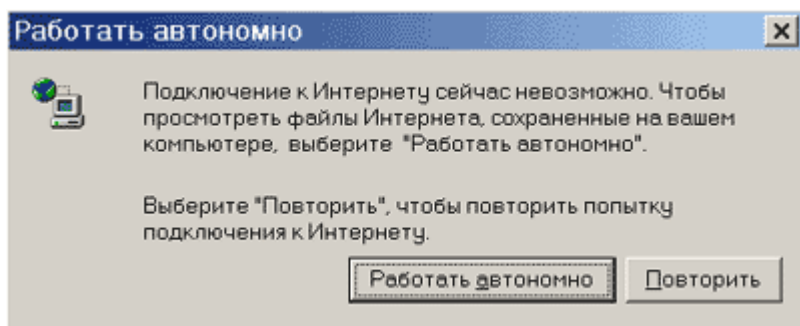 Работать автономно
Подключение к Интернету сейчас невозможно. Чтобы
просмотреть файлы Интернета, сохраненные на вашем
компьютере, выберите "Работать автономно".
Выберите "Повторить", чтобы повторить попытку
подключения к Интернету.
Работать автономно Повторить